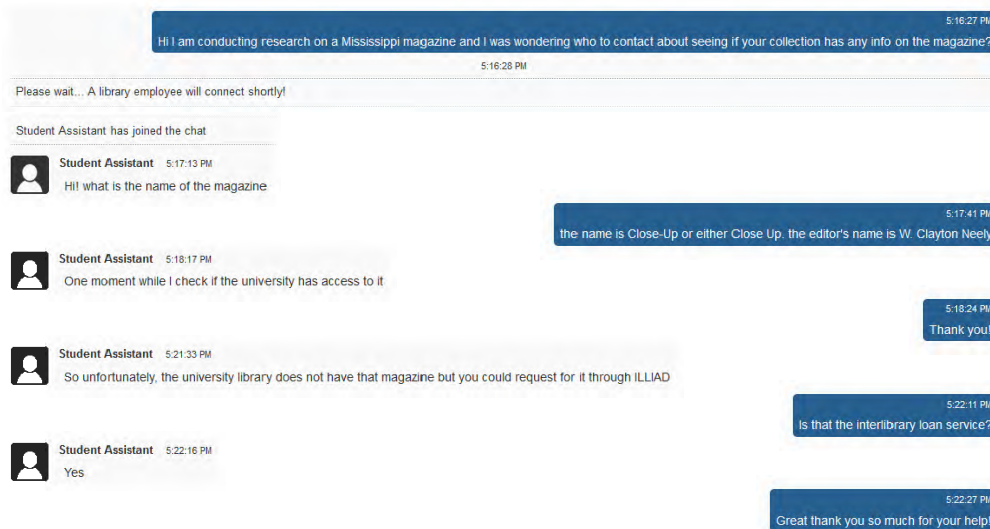 5:16:27 PM
Hi I am conducting research on a Mississippi magazine and I was wondering who to contact about seeing if your collection has any info on the magazine?
5:16:28 PM
Please wait... A library employee will connect shortly!
Student Assistant has joined the chat
Student Assistant 5:17:13 PM
Hi! what is the name of the magazine
5:17:41 PM
the name is Close-Up or either Close Up. the editor's name is W. Clayton Neely
Student Assistant 5:18:17 PM
One moment while I check if the university has access to it
5:18:24 PM
Thank you!
Student Assistant 5:21:33 PM
So unfortunately, the university library does not have that magazine but you could request for it through ILLIAD
5:22:11 PM
Is that the interlibrary loan service?
Student Assistant 5:22:16 PM
Yes
5:22:27 PM
Great thank you so much for your help!